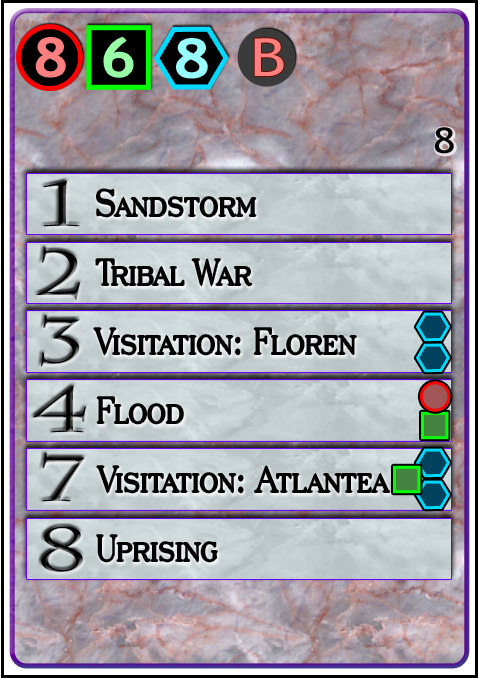 8 6 8 B
8
1 Sandstorm
2 Tribal War
3 Visitation: Floren
4 Flood
7 Visitation: Atlantea
8 Uprising